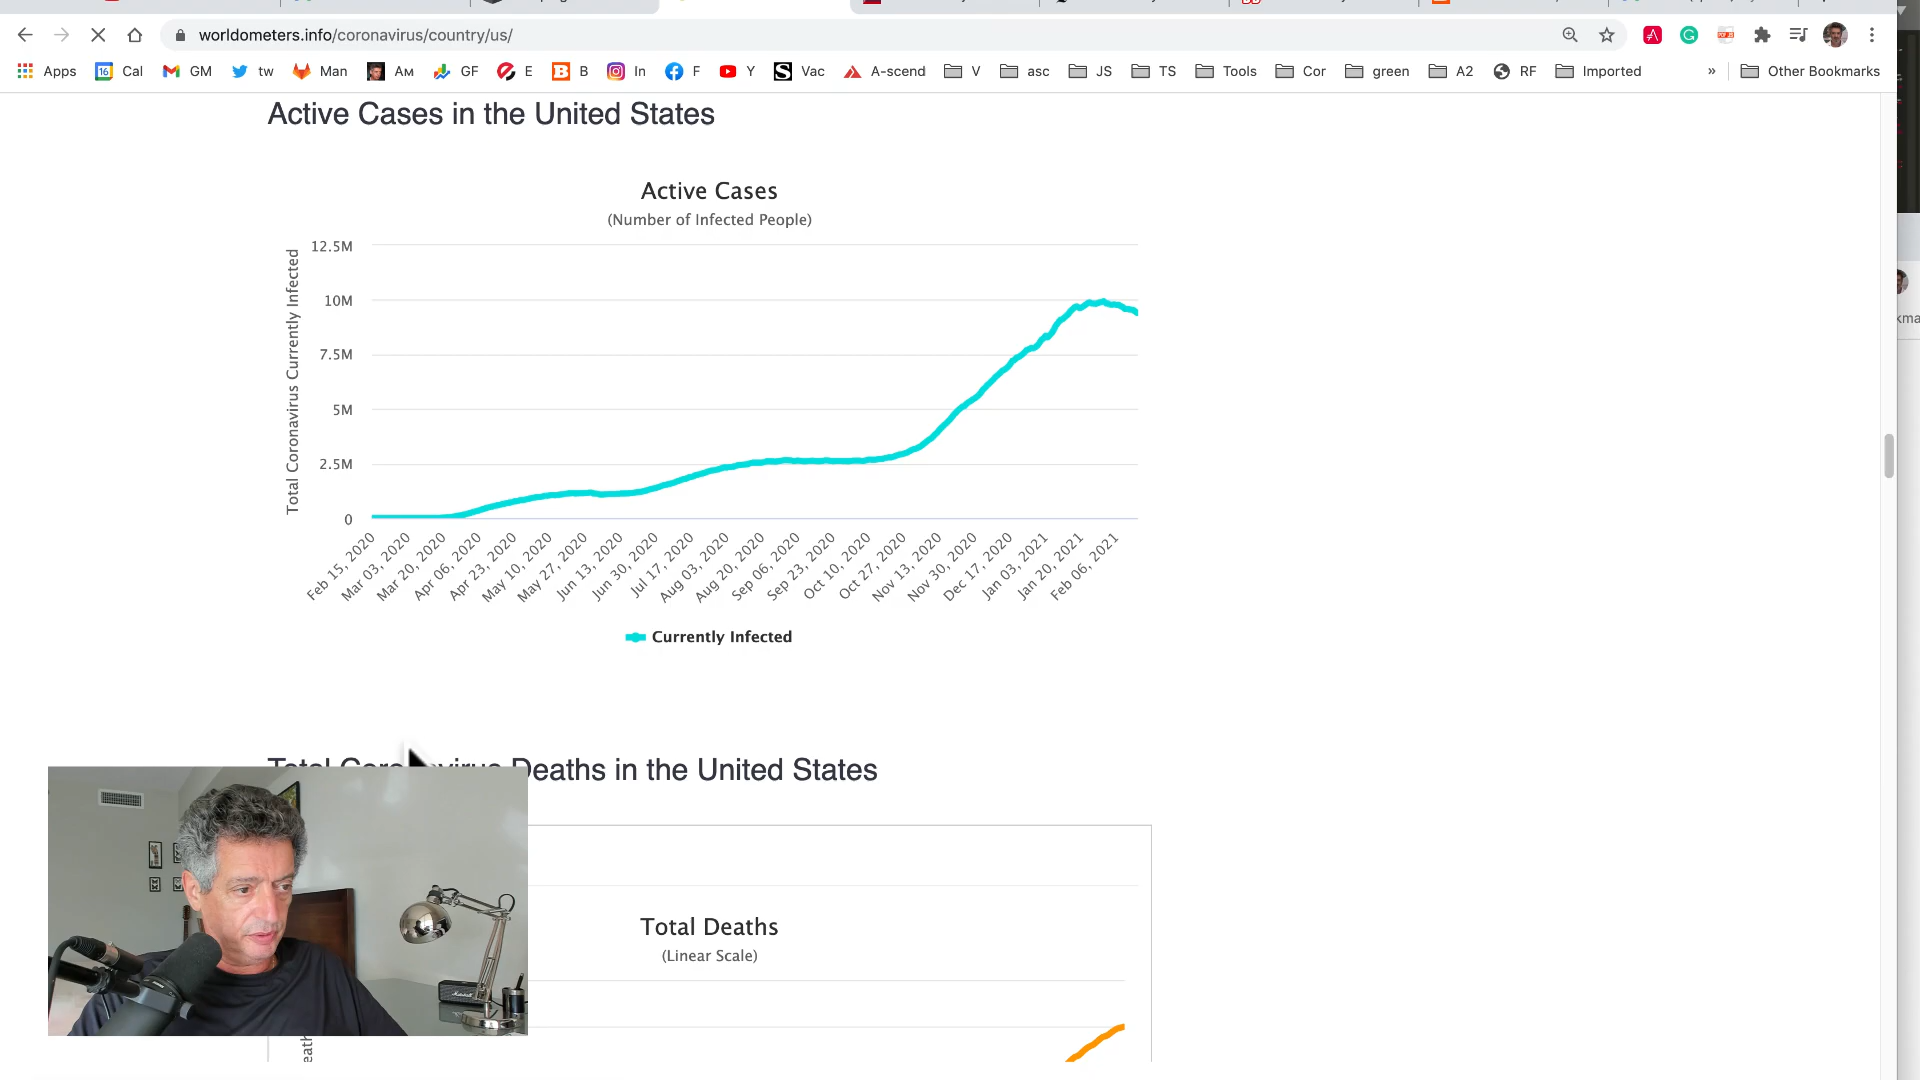 worldometers.info/coronavirus/country/us/
Apps 16 Cal GM tw Man Ам GF E B In F Y Vac A-scend V asc JS TS Tools Cor green A2 RF Imported » Other Bookmarks
Active Cases in the United States
Active Cases
(Number of Infected People)
Total Coronavirus Currently Infected
12.5M
10M
7.5M
5M
2.5M
0
Feb 15, 2020
Mar 03, 2020
Mar 20, 2020
Apr 06, 2020
Apr 23, 2020
May 10, 2020
May 27, 2020
Jun 13, 2020
Jun 30, 2020
Jul 17, 2020
Aug 03, 2020
Aug 20, 2020
Sep 06, 2020
Sep 23, 2020
Oct 10, 2020
Oct 27, 2020
Nov 13, 2020
Nov 30, 2020
Dec 17, 2020
Jan 03, 2021
Jan 20, 2021
Feb 06, 2021
Currently Infected
Total Coronavirus Deaths in the United States
Total Deaths
(Linear Scale)
Marshall